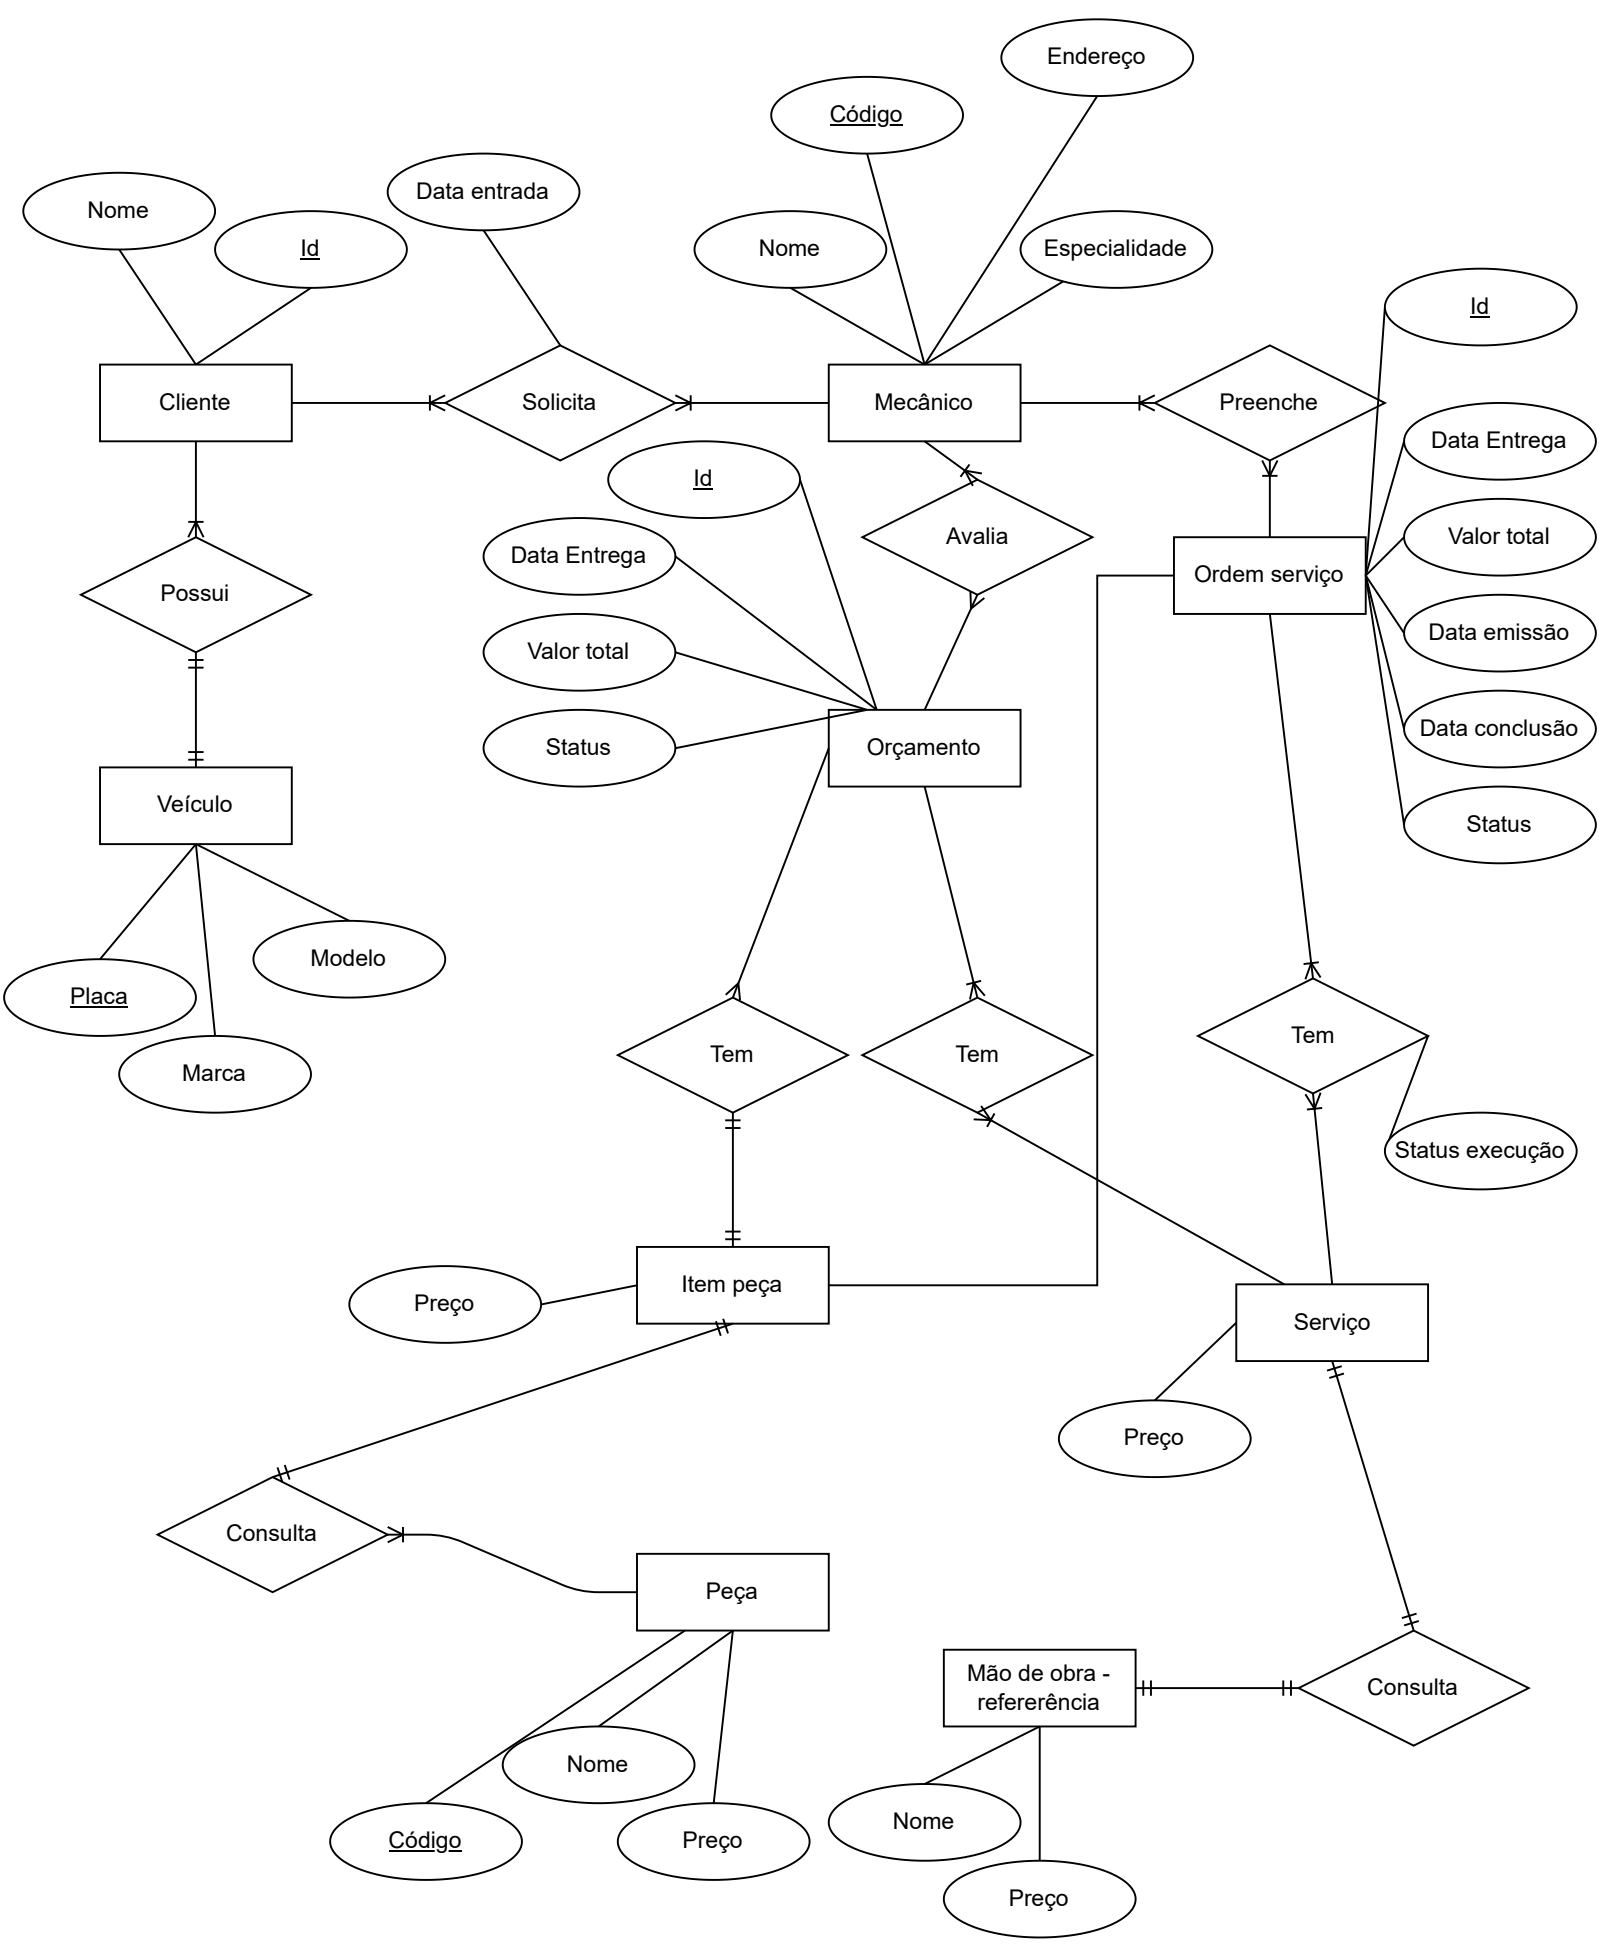 Endereço
Código
Data entrada
Nome
Id
Nome
Especialidade
Id
Cliente
Solicita
Mecânico
Preenche
Data Entrega
Id
Avalia
Valor total
Data Entrega
Ordem serviço
Possui
Data emissão
Valor total
Data conclusão
Status
Orçamento
Veículo
Status
Modelo
Placa
Tem
Tem
Tem
Marca
Status execução
Item peça
Preço
Serviço
Preço
Consulta
Peça
Mão de obra -
refererência
Consulta
Nome
Nome
Código
Preço
Preço